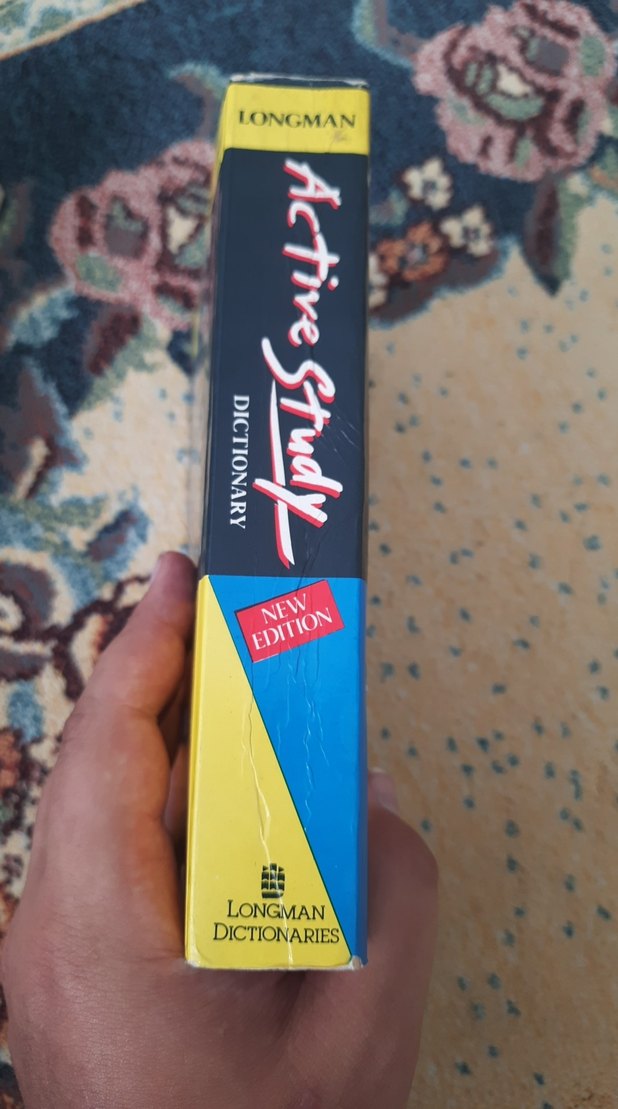 LONGMAN
Active Study
DICTIONARY
NEW
EDITION
LONGMAN
DICTIONARIES